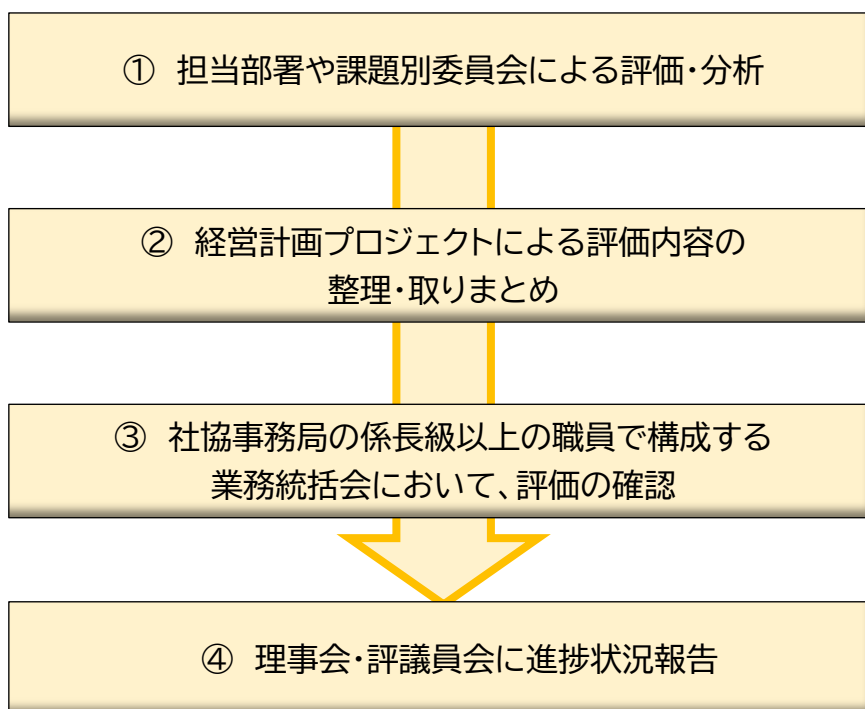 ① 担当部署や課題別委員会による評価・分析
② 経営計画プロジェクトによる評価内容の
整理・取りまとめ
③ 社協事務局の係長級以上の職員で構成する
業務統括会において、評価の確認
④ 理事会・評議員会に進捗状況報告